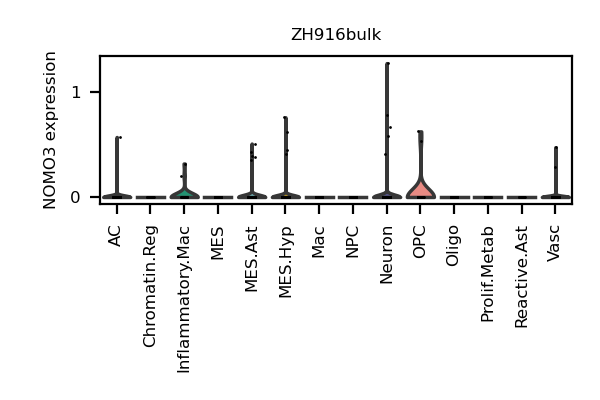 ZH916bulk
NOMO3 expression
1
0
AC
Chromatin.Reg
Inflammatory.Mac
MES
MES.Ast
MES.Hyp
Mac
NPC
Neuron
OPC
Oligo
Prolif.Metab
Reactive.Ast
Vasc